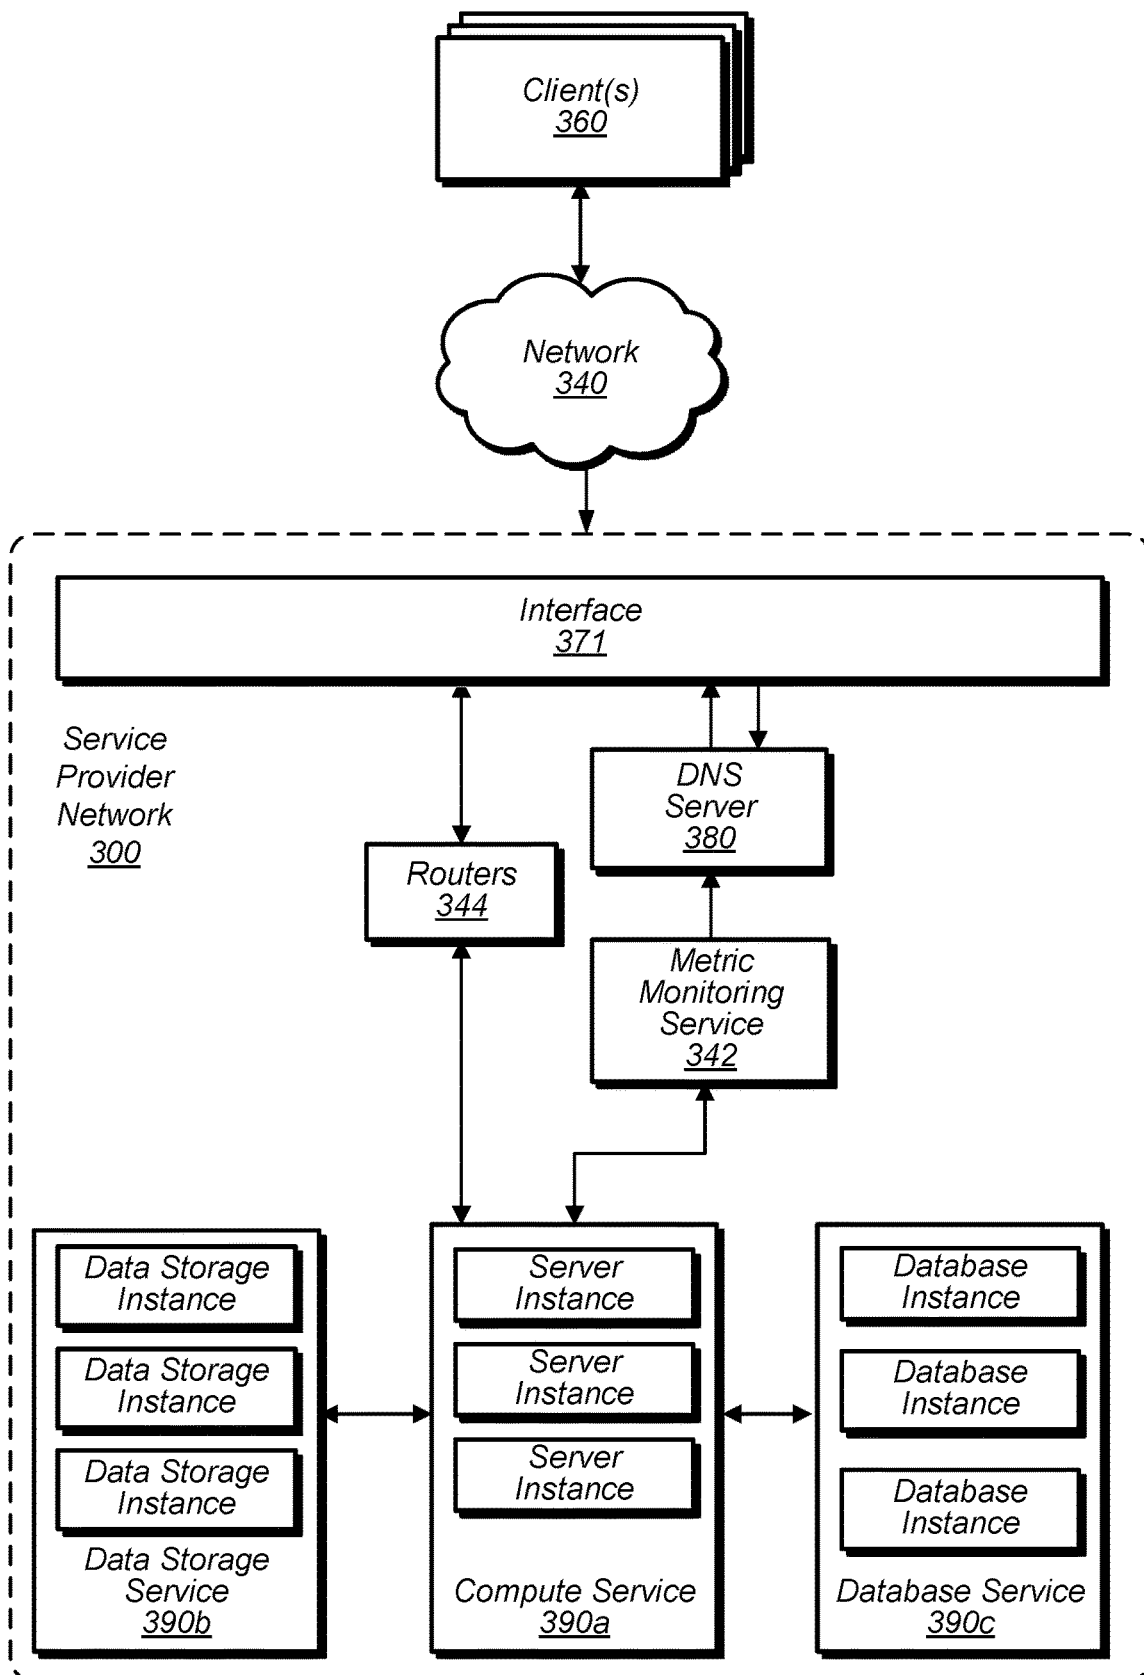 Client(s)
360
Network
340
Interface
371
Service
Provider
Network
300
DNS
Server
380
Routers
344
Metric
Monitoring
Service
342
Data Storage
Instance
Data Storage
Instance
Data Storage
Instance
Data Storage
Service
390b
Server
Instance
Server
Instance
Server
Instance
Compute Service
390a
Database
Instance
Database
Instance
Database
Instance
Database Service
390c